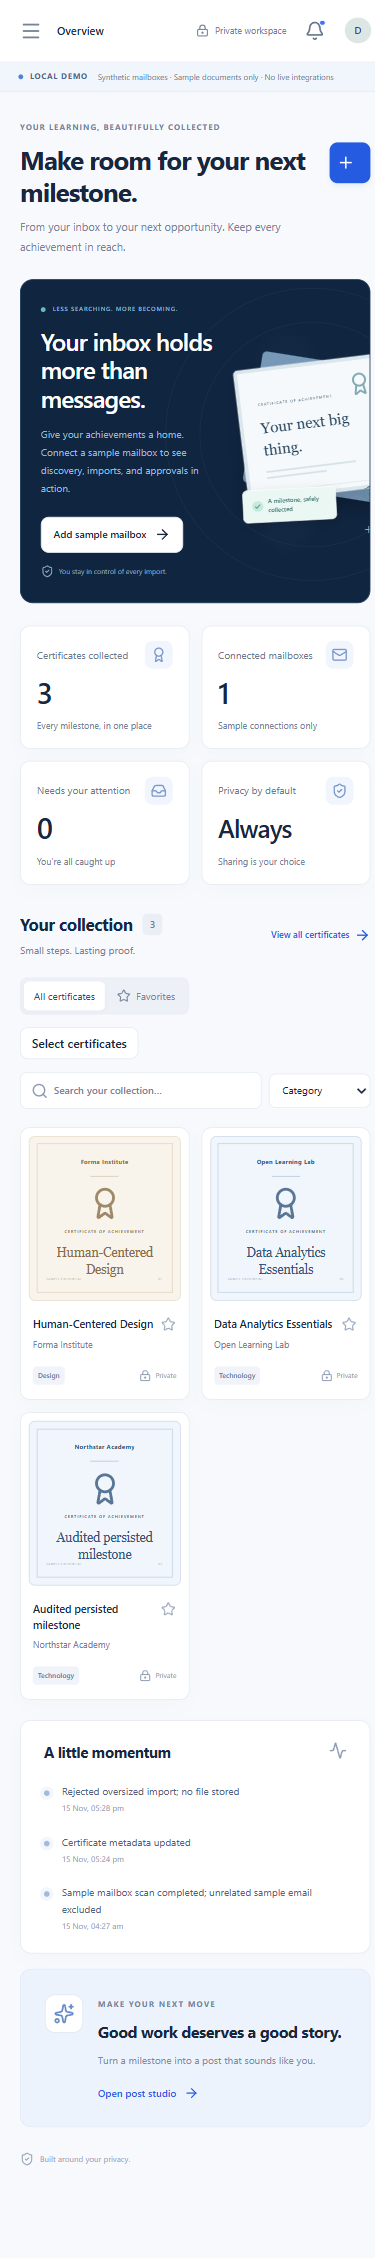 Overview
Private workspace
D
LOCAL DEMO
Synthetic mailboxes · Sample documents only · No live integrations
YOUR LEARNING, BEAUTIFULLY COLLECTED
Make room for your next
milestone.
From your inbox to your next opportunity. Keep every
achievement in reach.
LESS SEARCHING. MORE BECOMING.
Your inbox holds
more than
messages.
Give your achievements a home.
Connect a sample mailbox to see
discovery, imports, and approvals in
action.
CERTIFICATE OF ACHIEVEMENT
Your next big
thing.
A milestone, safely
collected
Add sample mailbox
You stay in control of every import.
Certificates collected
3
Every milestone, in one place
Connected mailboxes
1
Sample connections only
Needs your attention
0
You're all caught up
Privacy by default
Always
Sharing is your choice
Your collection 3
View all certificates
Small steps. Lasting proof.
All certificates
Favorites
Select certificates
Search your collection...
Category
Forma Institute
CERTIFICATE OF ACHIEVEMENT
Human-Centered
Design
Human-Centered Design
Forma Institute
Design
Private
Open Learning Lab
CERTIFICATE OF ACHIEVEMENT
Data Analytics
Essentials
Data Analytics Essentials
Open Learning Lab
Technology
Private
Northstar Academy
CERTIFICATE OF ACHIEVEMENT
Audited persisted
milestone
Audited persisted
milestone
Northstar Academy
Technology
Private
A little momentum
Rejected oversized import; no file stored
15 Nov, 05:28 pm
Certificate metadata updated
15 Nov, 05:24 pm
Sample mailbox scan completed; unrelated sample email
excluded
15 Nov, 04:27 am
MAKE YOUR NEXT MOVE
Good work deserves a good story.
Turn a milestone into a post that sounds like you.
Open post studio
Built around your privacy.